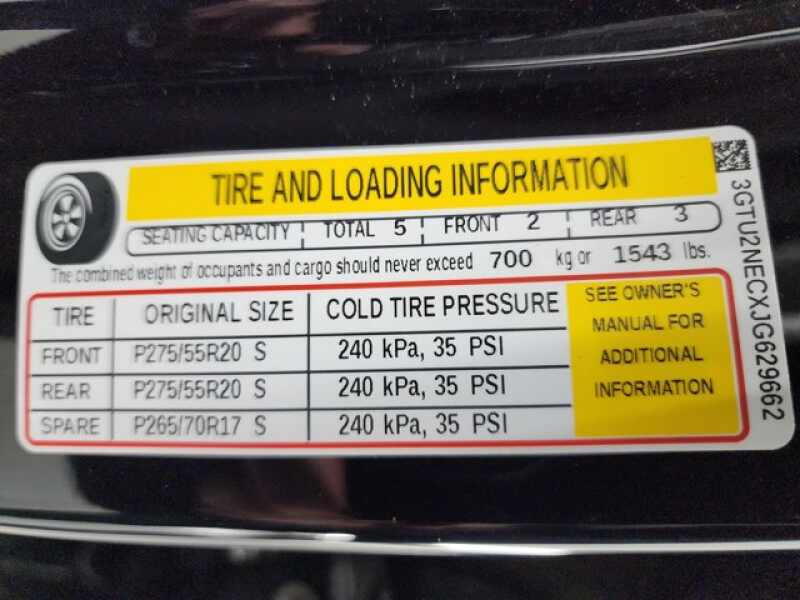 TIRE AND LOADING INFORMATION
SEATING CAPACITY TOTAL 5 FRONT 2 REAR 3
The combined weight of occupants and cargo should never exceed 700 kg or 1543 lbs.
TIRE ORIGINAL SIZE COLD TIRE PRESSURE
FRONT P275/55R20 S 240 kPa, 35 PSI
REAR P275/55R20 S 240 kPa, 35 PSI
SPARE P265/70R17 S 240 kPa, 35 PSI
SEE OWNER'S
MANUAL FOR
ADDITIONAL
INFORMATION
3GTU2NECXJG629662